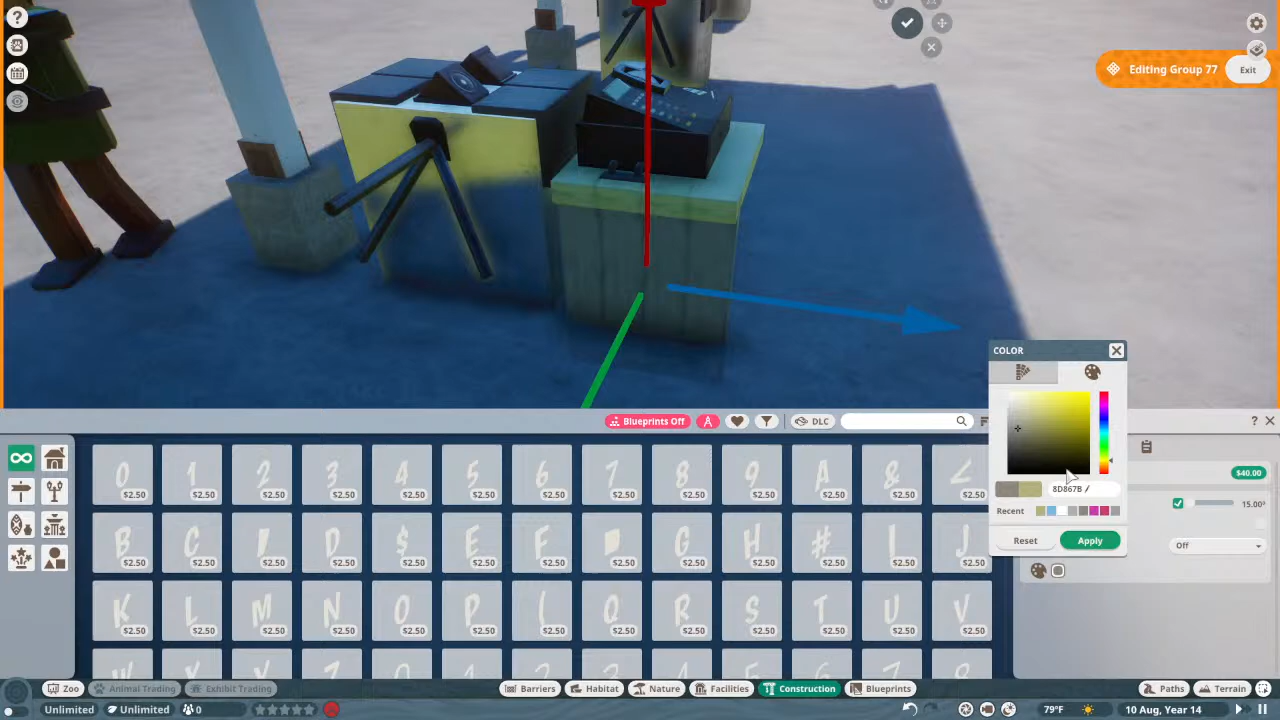 ?
Editing Group 77
Exit
COLOR
8D867B
Recent
Reset
Apply
Blueprints Off
DLC
?
$40.00
15.00°
Off
0 $2.50
1 $2.50
2 $2.50
3 $2.50
4 $2.50
5 $2.50
6 $2.50
7 $2.50
8 $2.50
9 $2.50
A $2.50
& $2.50
$2.50
B $2.50
C $2.50
$2.50
D $2.50
S $2.50
E $2.50
F $2.50
$2.50
G $2.50
H $2.50
# $2.50
I $2.50
J $2.50
K $2.50
L $2.50
M $2.50
N $2.50
O $2.50
P $2.50
( $2.50
Q $2.50
R $2.50
S $2.50
T $2.50
U $2.50
V $2.50
Zoo
Animal Trading
Exhibit Trading
Barriers
Habitat
Nature
Facilities
Construction
Blueprints
Paths
Terrain
Unlimited
Unlimited
0
79°F
10 Aug, Year 14